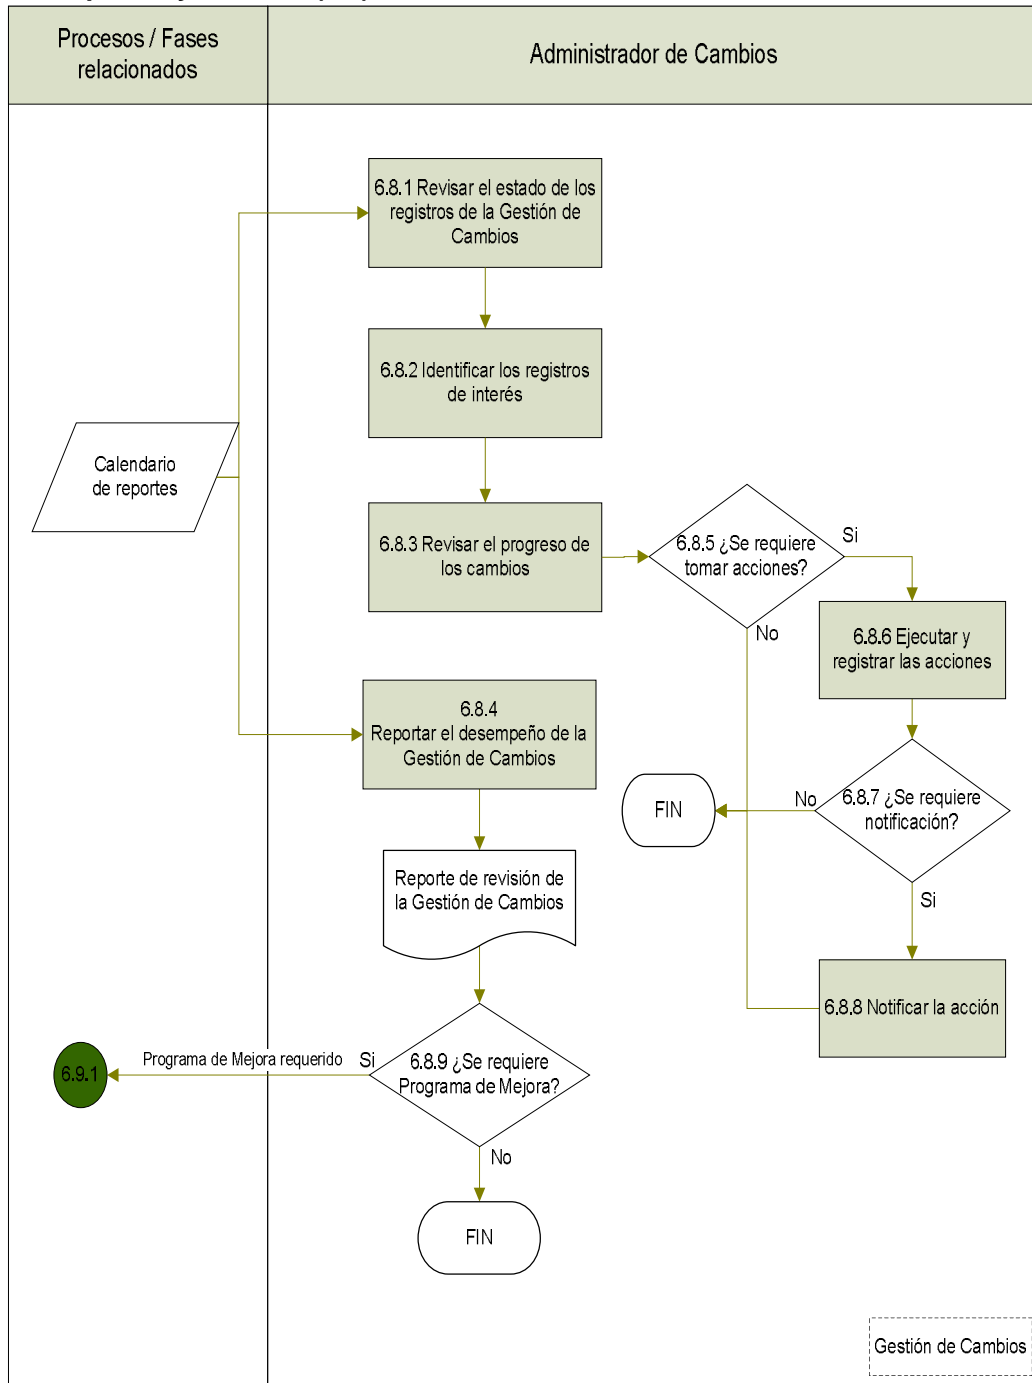 Procesos / Fases
relacionados
Administrador de Cambios
6.8.1 Revisar el estado de los
registros de la Gestión de
Cambios
6.8.2 Identificar los registros
de interés
Calendario
de reportes
6.8.3 Revisar el progreso de
los cambios
6.8.5 ¿Se requiere
tomar acciones?
Si
No
6.8.6 Ejecutar y
registrar las acciones
6.8.4
Reportar el desempeño de la
Gestión de Cambios
FIN
No
6.8.7 ¿Se requiere
notificación?
Si
Reporte de revisión de
la Gestión de Cambios
6.8.8 Notificar la acción
6.9.1
Programa de Mejora requerido
Si
6.8.9 ¿Se requiere
Programa de Mejora?
No
FIN
Gestión de Cambios